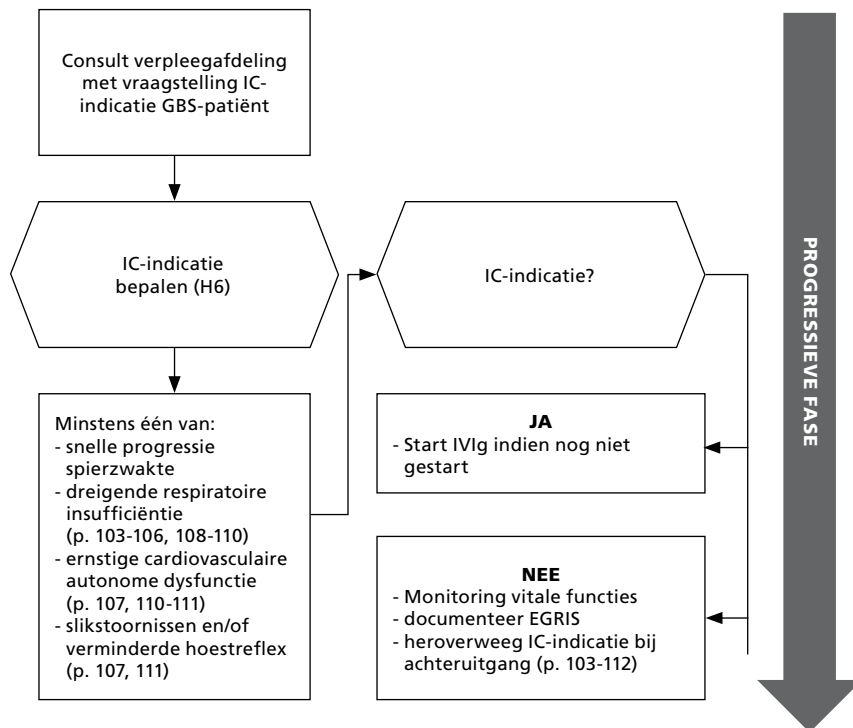 Consult verpleegafdeling
met vraagstelling IC-
indicatie GBS-patiënt
IC-indicatie
bepalen (H6)
Minstens één van:
- snelle progressie
spierzwakte
- dreigende respiratoire
insufficiëntie
(p. 103-106, 108-110)
- ernstige cardiovasculaire
autonome dysfunctie
(p. 107, 110-111)
- slikstoornissen en/of
verminderde hoestreflex
(p. 107, 111)
IC-indicatie?
JA
- Start IVIg indien nog niet
gestart
NEE
- Monitoring vitale functies
- documenteer EGRIS
- heroverweeg IC-indicatie bij
achteruitgang (p. 103-112)
PROGRESSIEVE FASE